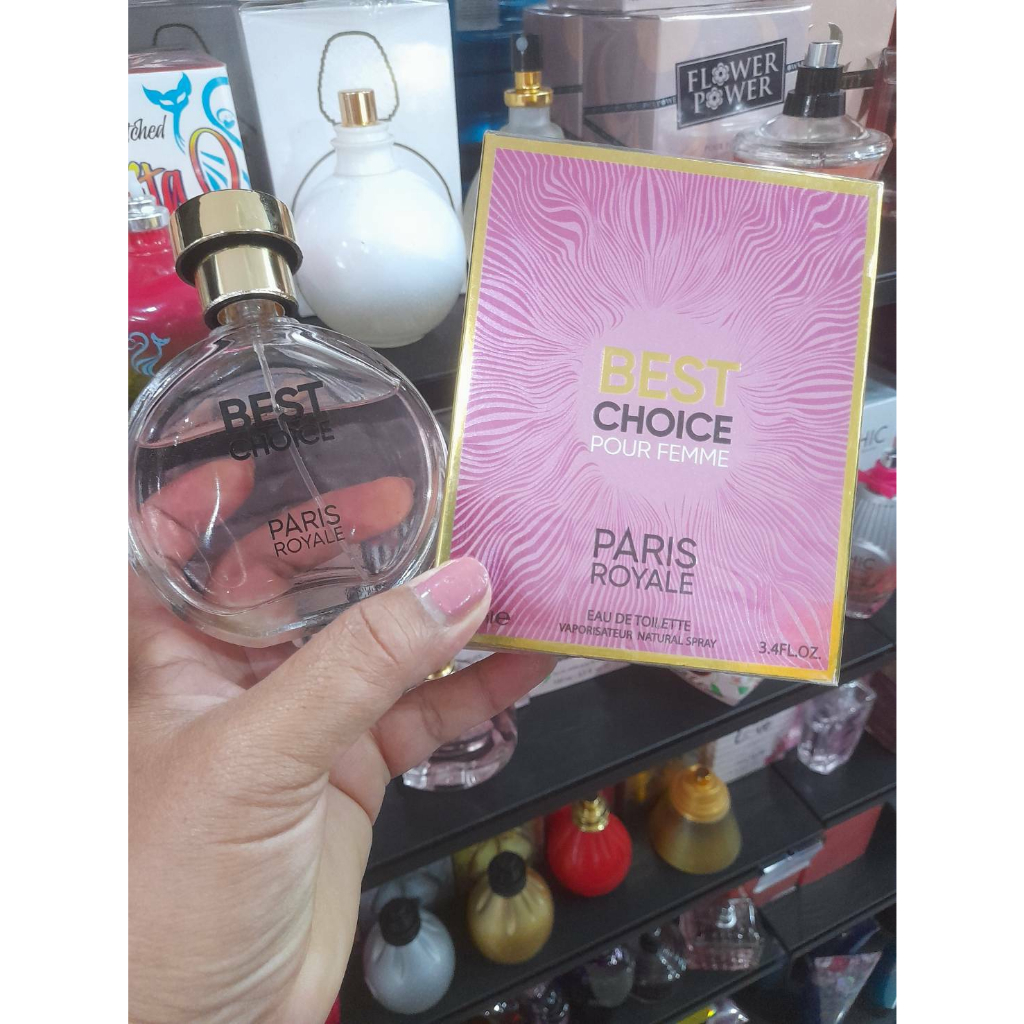 FLOWER
POWER
BEST
CHOICE
PARIS
ROYALE
BEST
CHOICE
POUR FEMME
PARIS
ROYALE
EAU DE TOILETTE
VAPORISATEUR NATURAL SPRAY
3.4FL.OZ.